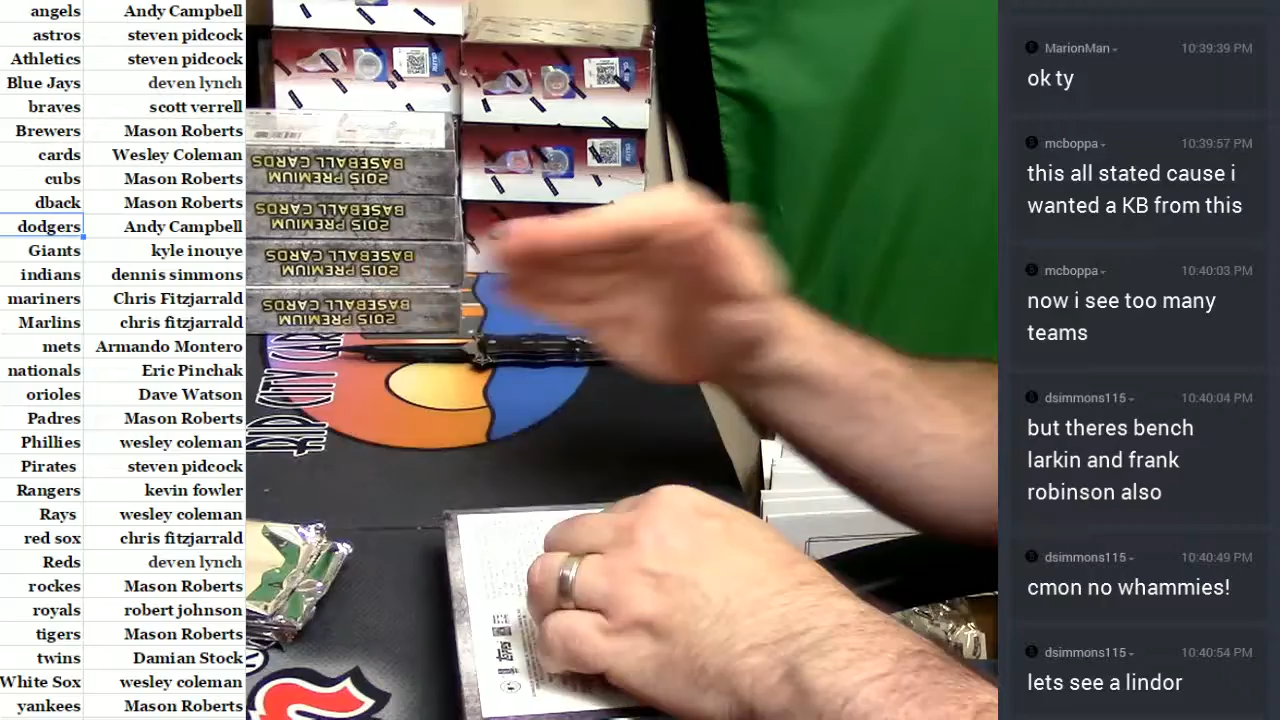 angels Andy Campbell
astros steven pidcock
Athletics steven pidcock
Blue Jays deven lynch
braves scott verrell
Brewers Mason Roberts
cards Wesley Coleman
cubs Mason Roberts
dback Mason Roberts
dodgers Andy Campbell
Giants kyle inouye
indians dennis simmons
mariners Chris Fitzjarrald
Marlins chris fitzjarrald
mets Armando Montero
nationals Eric Pinchak
orioles Dave Watson
Padres Mason Roberts
Phillies wesley coleman
Pirates steven pidcock
Rangers kevin fowler
Rays wesley coleman
red sox chris fitzjarrald
Reds deven lynch
rockes Mason Roberts
royals robert johnson
tigers Mason Roberts
twins Damian Stock
White Sox wesley coleman
yankees Mason Roberts
2015 PREMIUM
BASEBALL CARDS
2015 PREMIUM
BASEBALL CARDS
2015 PREMIUM
BASEBALL CARDS
2015 PREMIUM
BASEBALL CARDS
RIP CITY CAR
topps
MarionMan 10:39:39 PM
ok ty
mcboppa 10:39:57 PM
this all stated cause i
wanted a KB from this
mcboppa 10:40:03 PM
now i see too many
teams
dsimmons115 10:40:04 PM
but theres bench
larkin and frank
robinson also
dsimmons115 10:40:49 PM
cmon no whammies!
dsimmons115 10:40:54 PM
lets see a lindor